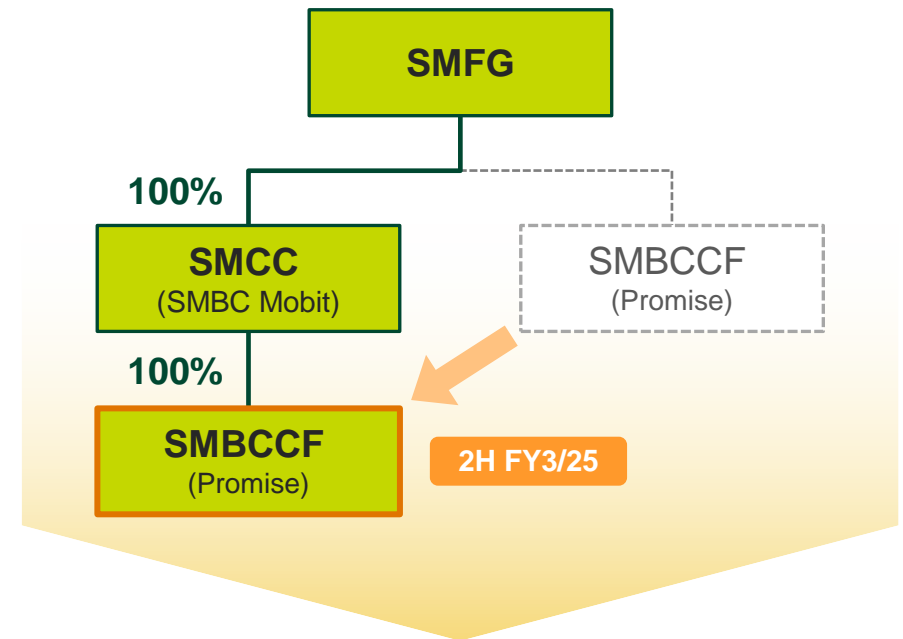 SMFG
100%
SMCC
(SMBC Mobit)
SMBCCF
(Promise)
100%
SMBCCF
(Promise)
2H FY3/25